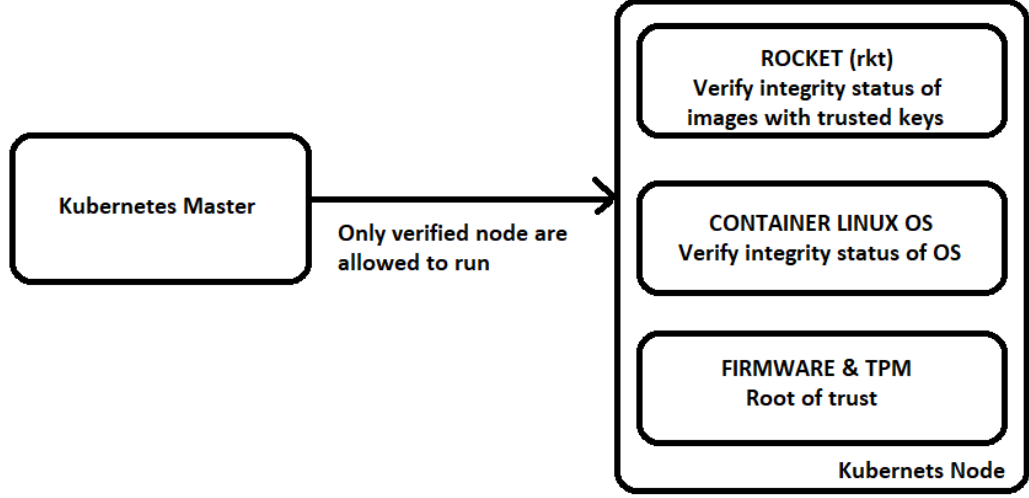 Kubernetes Master
Only verified node are
allowed to run
ROCKET (rkt)
Verify integrity status of
images with trusted keys
CONTAINER LINUX OS
Verify integrity status of OS
FIRMWARE & TPM
Root of trust
Kubernets Node